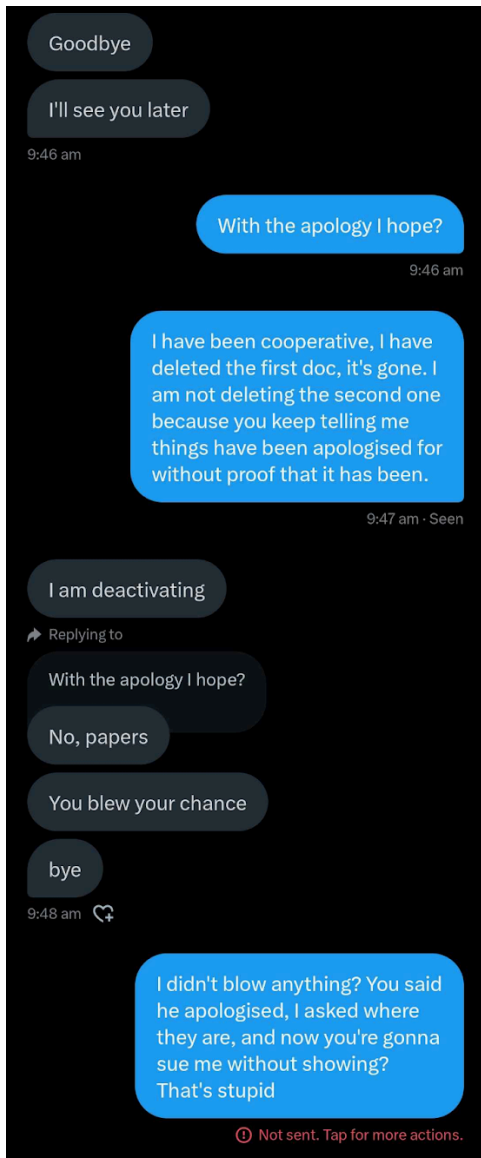 Goodbye
I'll see you later
9:46 am
With the apology I hope?
9:46 am
I have been cooperative, I have
deleted the first doc, it's gone. I
am not deleting the second one
because you keep telling me
things have been apologised for
without proof that it has been.
9:47 am · Seen
I am deactivating
Replying to
With the apology I hope?
No, papers
You blew your chance
bye
9:48 am
I didn't blow anything? You said
he apologised, I asked where
they are, and now you're gonna
sue me without showing?
That's stupid
Not sent. Tap for more actions.